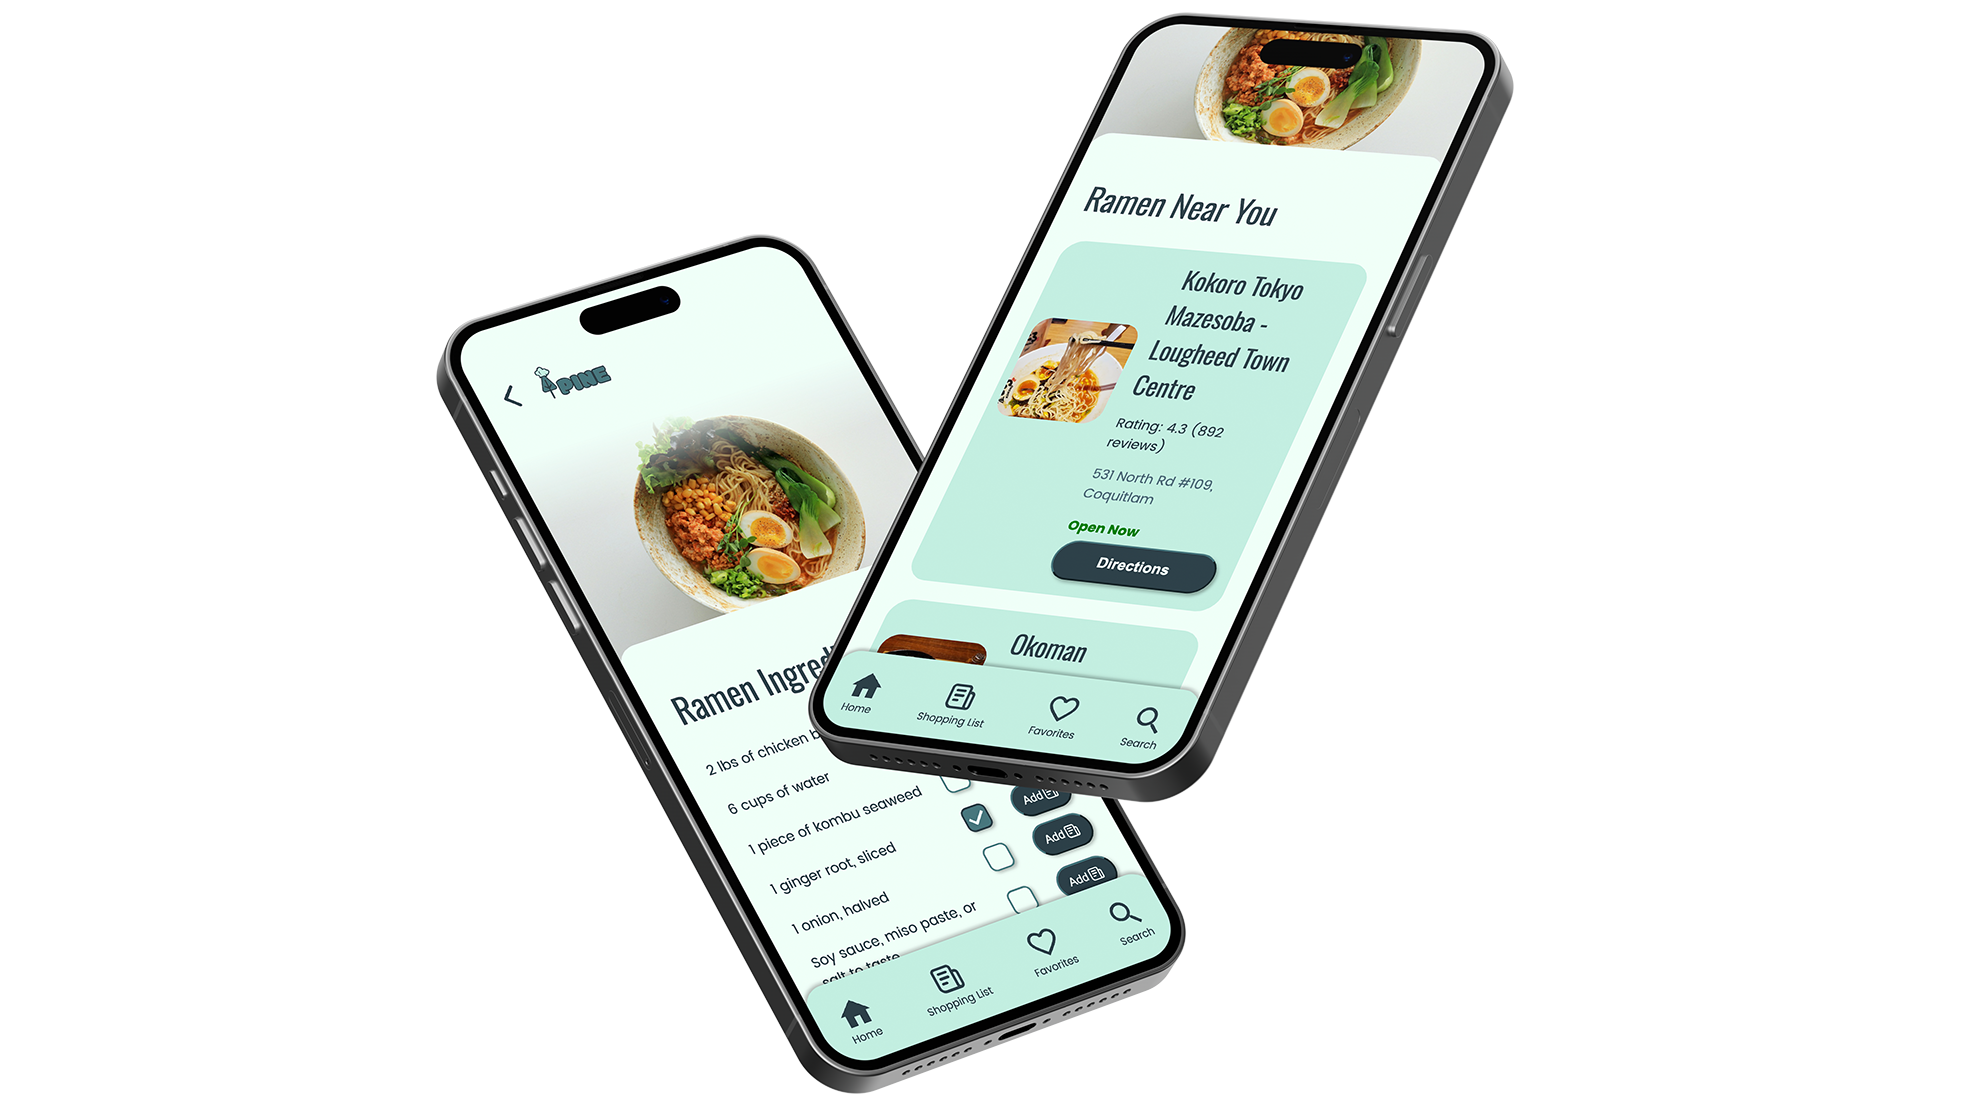 PINE
Ramen
2 lbs of chicken
6 cups of water
1 piece of kombu seaweed
1 ginger root, sliced
1 onion, halved
Soy sauce, miso paste, or
salt to taste
Add
Add
Add
Home
Shopping List
Favorites
Search
Ramen Near You
Kokoro Tokyo
Mazesoba -
Lougheed Town
Centre
Rating: 4.3 (892
reviews)
531 North Rd #109,
Coquitlam
Open Now
Directions
Okoman
Home
Shopping List
Favorites
Search